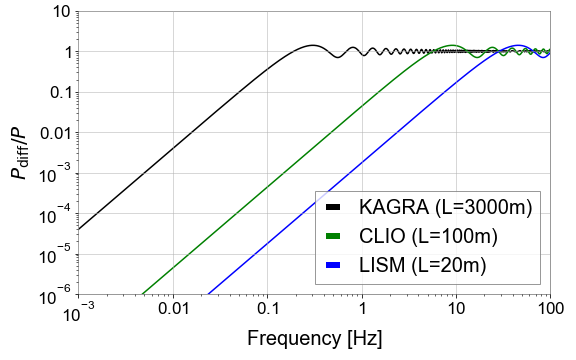 10
1
0.1
0.01
10⁻³
10⁻⁴
10⁻⁵
10⁻⁶
P_diff/P
KAGRA (L=3000m)
CLIO (L=100m)
LISM (L=20m)
10⁻³ 0.01 0.1 1 10 100
Frequency [Hz]